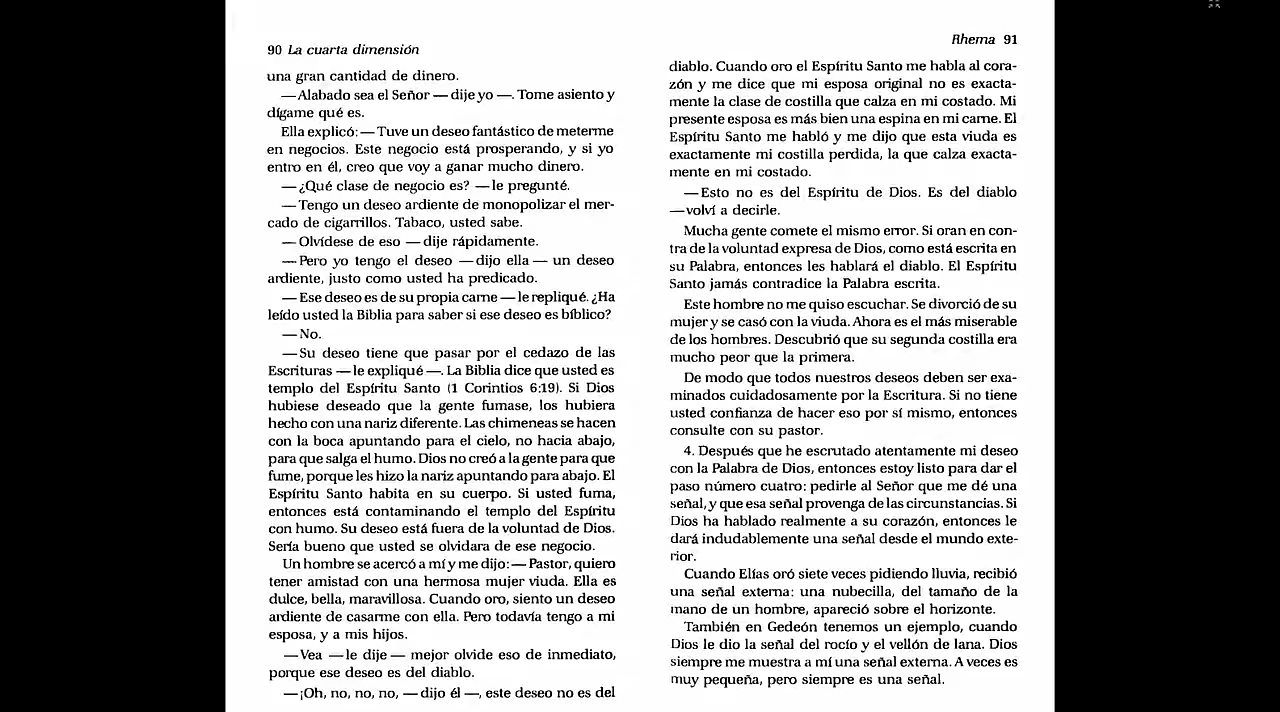 90 La cuarta dimensión
una gran cantidad de dinero.
—Alabado sea el Señor — dije yo —. Tome asiento y
dígame qué es.
Ella explicó: — Tuve un deseo fantástico de meterme
en negocios. Este negocio está prosperando, y si yo
entro en él, creo que voy a ganar mucho dinero.
—¿Qué clase de negocio es? —le pregunté.
—Tengo un deseo ardiente de monopolizar el mer-
cado de cigarrillos. Tabaco, usted sabe.
—Olvídese de eso —dije rápidamente.
—Pero yo tengo el deseo —dijo ella — un deseo
ardiente, justo como usted ha predicado.
—Ese deseo es de su propia carne — le repliqué. ¿Ha
leído usted la Biblia para saber si ese deseo es bíblico?
—No.
—Su deseo tiene que pasar por el cedazo de las
Escrituras —le expliqué —. La Biblia dice que usted es
templo del Espíritu Santo (1 Corintios 6:19). Si Dios
hubiese deseado que la gente fumase, los hubiera
hecho con una nariz diferente. Las chimeneas se hacen
con la boca apuntando para el cielo, no hacia abajo,
para que salga el humo. Dios no creó a la gente para que
fume, porque les hizo la nariz apuntando para abajo. El
Espíritu Santo habita en su cuerpo. Si usted fuma,
entonces está contaminando el templo del Espíritu
con humo. Su deseo está fuera de la voluntad de Dios.
Sería bueno que usted se olvidara de ese negocio.
Un hombre se acercó a mí y me dijo: — Pastor, quiero
tener amistad con una hermosa mujer viuda. Ella es
dulce, bella, maravillosa. Cuando oro, siento un deseo
ardiente de casarme con ella. Pero todavía tengo a mi
esposa, y a mis hijos.
—Vea —le dije— mejor olvide eso de inmediato,
porque ese deseo es del diablo.
—¡Oh, no, no, no, —dijo él —, este deseo no es del
Rhema 91
diablo. Cuando oro el Espíritu Santo me habla al cora-
zón y me dice que mi esposa original no es exacta-
mente la clase de costilla que calza en mi costado. Mi
presente esposa es más bien una espina en mi carne. El
Espíritu Santo me habló y me dijo que esta viuda es
exactamente mi costilla perdida, la que calza exacta-
mente en mi costado.
—Esto no es del Espíritu de Dios. Es del diablo
—volví a decirle.
Mucha gente comete el mismo error. Si oran en con-
tra de la voluntad expresa de Dios, como está escrita en
su Palabra, entonces les hablará el diablo. El Espíritu
Santo jamás contradice la Palabra escrita.
Este hombre no me quiso escuchar. Se divorció de su
mujer y se casó con la viuda. Ahora es el más miserable
de los hombres. Descubrió que su segunda costilla era
mucho peor que la primera.
De modo que todos nuestros deseos deben ser exa-
minados cuidadosamente por la Escritura. Si no tiene
usted confianza de hacer eso por sí mismo, entonces
consulte con su pastor.
4. Después que he escrutado atentamente mi deseo
con la Palabra de Dios, entonces estoy listo para dar el
paso número cuatro: pedirle al Señor que me dé una
señal, y que esa señal provenga de las circunstancias. Si
Dios ha hablado realmente a su corazón, entonces le
dará indudablemente una señal desde el mundo exte-
rior.
Cuando Elías oró siete veces pidiendo lluvia, recibió
una señal externa: una nubecilla, del tamaño de la
mano de un hombre, apareció sobre el horizonte.
También en Gedeón tenemos un ejemplo, cuando
Dios le dio la señal del rocío y el vellón de lana. Dios
siempre me muestra a mí una señal externa. A veces es
muy pequeña, pero siempre es una señal.